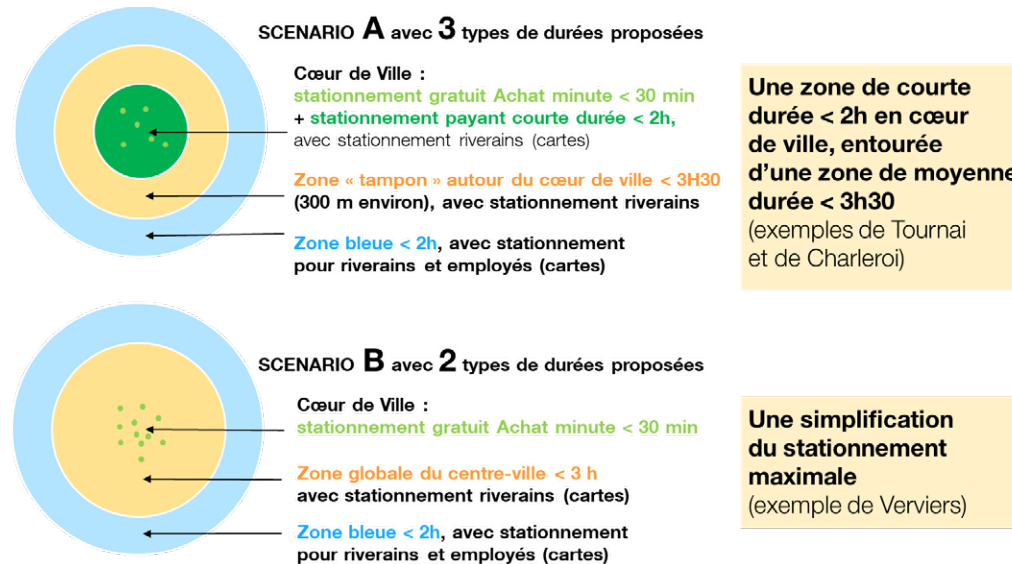 SCENARIO A avec 3 types de durées proposées
Cœur de Ville :
stationnement gratuit Achat minute < 30 min
+ stationnement payant courte durée < 2h,
avec stationnement riverains (cartes)
Zone « tampon » autour du cœur de ville < 3H30
(300 m environ), avec stationnement riverains
Zone bleue < 2h, avec stationnement
pour riverains et employés (cartes)
Une zone de courte
durée < 2h en cœur
de ville, entourée
d’une zone de moyenne
durée < 3h30
(exemples de Tournai
et de Charleroi)
SCENARIO B avec 2 types de durées proposées
Cœur de Ville :
stationnement gratuit Achat minute < 30 min
Zone globale du centre-ville < 3 h
avec stationnement riverains (cartes)
Zone bleue < 2h, avec stationnement
pour riverains et employés (cartes)
Une simplification
du stationnement
maximale
(exemple de Verviers)